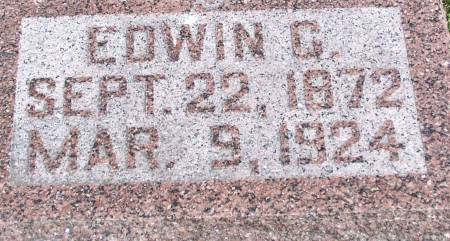 EDWIN G.
SEPT. 22, 1872
MAR. 9, 1924